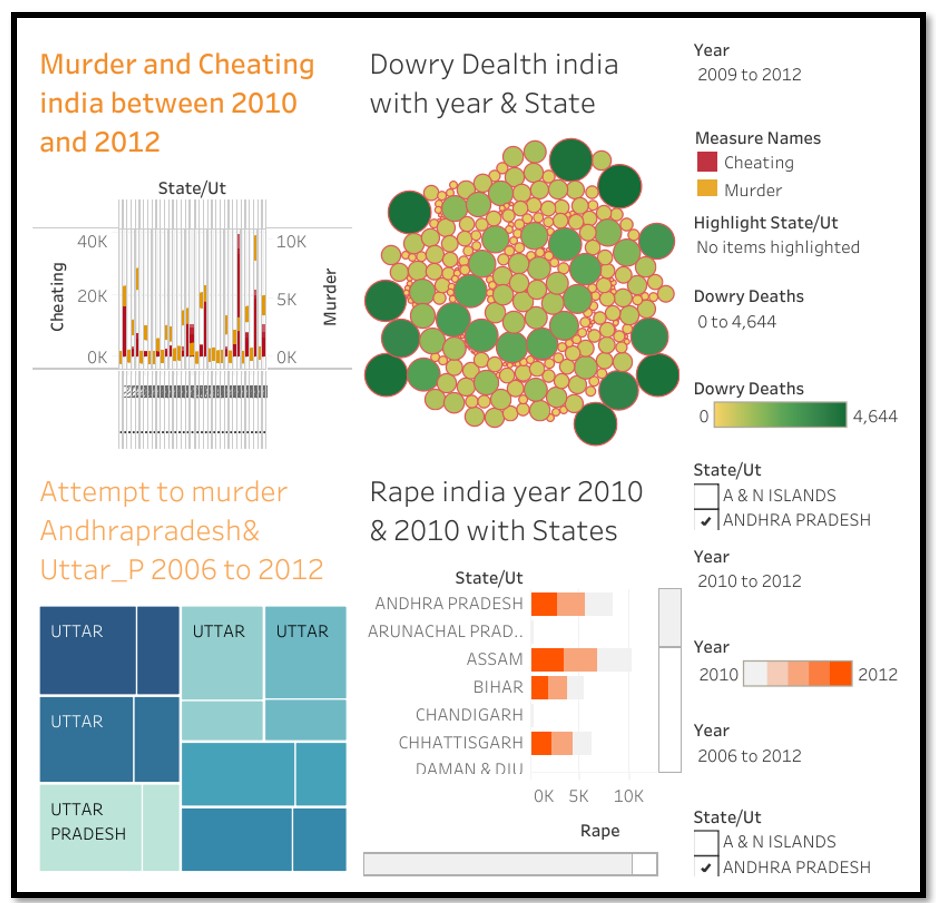 Murder and Cheating
india between 2010
and 2012
State/Ut
40K
20K
0K
Cheating
10K
5K
0K
Murder
Dowry Dealth india
with year & State
Year
2009 to 2012
Measure Names
Cheating
Murder
Highlight State/Ut
No items highlighted
Dowry Deaths
0 to 4,644
Dowry Deaths
0
4,644
State/Ut
A & N ISLANDS
ANDHRA PRADESH
Attempt to murder
Andhrapradesh&
Uttar_P 2006 to 2012
UTTAR
UTTAR
UTTAR
UTTAR
UTTAR
PRADESH
Rape india year 2010
& 2010 with States
State/Ut
ANDHRA PRADESH
ARUNACHAL PRAD..
ASSAM
BIHAR
CHANDIGARH
CHHATTISGARH
DAMAN & DIU
0K 5K 10K
Rape
Year
2010 to 2012
Year
2010
2012
Year
2006 to 2012
State/Ut
A & N ISLANDS
ANDHRA PRADESH